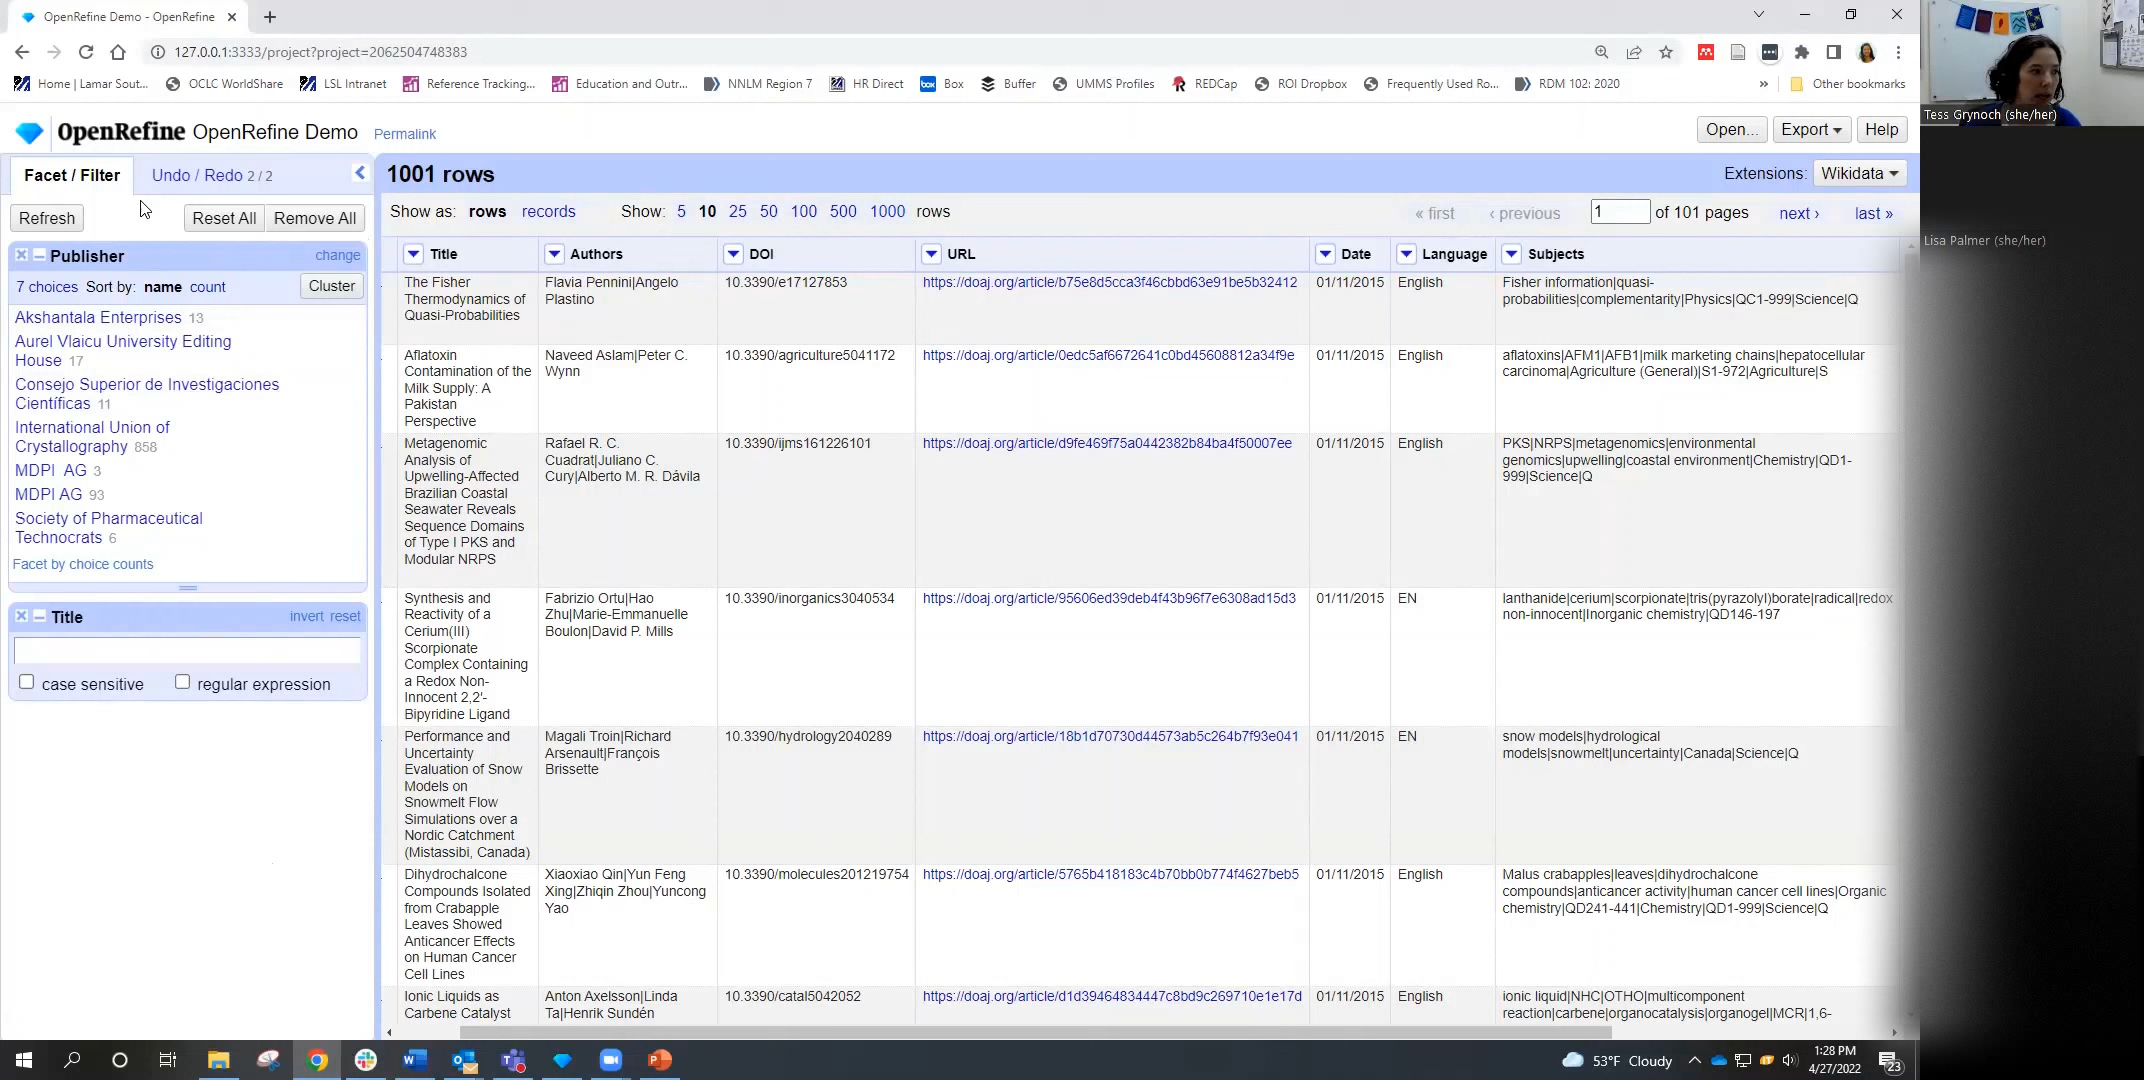 OpenRefine Demo - OpenRefine
127.0.0.1:3333/project?project=2062504748383
Home | Lamar Sout... OCLC WorldShare LSL Intranet Reference Tracking... Education and Outr... NNLM Region 7 HR Direct Box Buffer UMMS Profiles REDCap ROI Dropbox Frequently Used Ro... RDM 102: 2020 » Other bookmarks
OpenRefine OpenRefine Demo Permalink Open... Export Help
Facet / Filter Undo / Redo 2 / 2
1001 rows Extensions: Wikidata
Refresh Reset All Remove All
Show as: rows records Show: 5 10 25 50 100 500 1000 rows « first ‹ previous 1 of 101 pages next › last »
Publisher change
7 choices Sort by: name count Cluster
Akshantala Enterprises 13
Aurel Vlaicu University Editing
House 17
Consejo Superior de Investigaciones
Científicas 11
International Union of
Crystallography 858
MDPI  AG 3
MDPI AG 93
Society of Pharmaceutical
Technocrats 6
Facet by choice counts
Title invert reset
case sensitive regular expression
Title Authors DOI URL Date Language Subjects
The Fisher
Thermodynamics of
Quasi-Probabilities
Flavia Pennini|Angelo
Plastino
10.3390/e17127853
https://doaj.org/article/b75e8d5cca3f46cbbd63e91be5b32412
01/11/2015
English
Fisher information|quasi-
probabilities|complementarity|Physics|QC1-999|Science|Q
Aflatoxin
Contamination of the
Milk Supply: A
Pakistan
Perspective
Naveed Aslam|Peter C.
Wynn
10.3390/agriculture5041172
https://doaj.org/article/0edc5af6672641c0bd45608812a34f9e
01/11/2015
English
aflatoxins|AFM1|AFB1|milk marketing chains|hepatocellular
carcinoma|Agriculture (General)|S1-972|Agriculture|S
Metagenomic
Analysis of
Upwelling-Affected
Brazilian Coastal
Seawater Reveals
Sequence Domains
of Type I PKS and
Modular NRPS
Rafael R. C.
Cuadrat|Juliano C.
Cury|Alberto M. R. Dávila
10.3390/ijms161226101
https://doaj.org/article/d9fe469f75a0442382b84ba4f50007ee
01/11/2015
English
PKS|NRPS|metagenomics|environmental
genomics|upwelling|coastal environment|Chemistry|QD1-
999|Science|Q
Synthesis and
Reactivity of a
Cerium(III)
Scorpionate
Complex Containing
a Redox Non-
Innocent 2,2'-
Bipyridine Ligand
Fabrizio Ortu|Hao
Zhu|Marie-Emmanuelle
Boulon|David P. Mills
10.3390/inorganics3040534
https://doaj.org/article/95606ed39deb4f43b96f7e6308ad15d3
01/11/2015
EN
lanthanide|cerium|scorpionate|tris(pyrazolyl)borate|radical|redox
non-innocent|Inorganic chemistry|QD146-197
Performance and
Uncertainty
Evaluation of Snow
Models on
Snowmelt Flow
Simulations over a
Nordic Catchment
(Mistassibi, Canada)
Magali Troin|Richard
Arsenault|François
Brissette
10.3390/hydrology2040289
https://doaj.org/article/18b1d70730d44573ab5c264b7f93e041
01/11/2015
EN
snow models|hydrological
models|snowmelt|uncertainty|Canada|Science|Q
Dihydrochalcone
Compounds Isolated
from Crabapple
Leaves Showed
Anticancer Effects
on Human Cancer
Cell Lines
Xiaoxiao Qin|Yun Feng
Xing|Zhiqin Zhou|Yuncong
Yao
10.3390/molecules201219754
https://doaj.org/article/5765b418183c4b70bb0b774f4627beb5
01/11/2015
English
Malus crabapples|leaves|dihydrochalcone
compounds|anticancer activity|human cancer cell lines|Organic
chemistry|QD241-441|Chemistry|QD1-999|Science|Q
Ionic Liquids as
Carbene Catalyst
Anton Axelsson|Linda
Ta|Henrik Sundén
10.3390/catal5042052
https://doaj.org/article/d1d39464834447c8bd9c269710e1e17d
01/11/2015
English
ionic liquid|NHC|OTHO|multicomponent
reaction|carbene|organocatalysis|organogel|MCR|1,6-
Tess Grynoch (she/her)
Lisa Palmer (she/her)
53°F Cloudy
1:28 PM
4/27/2022
23